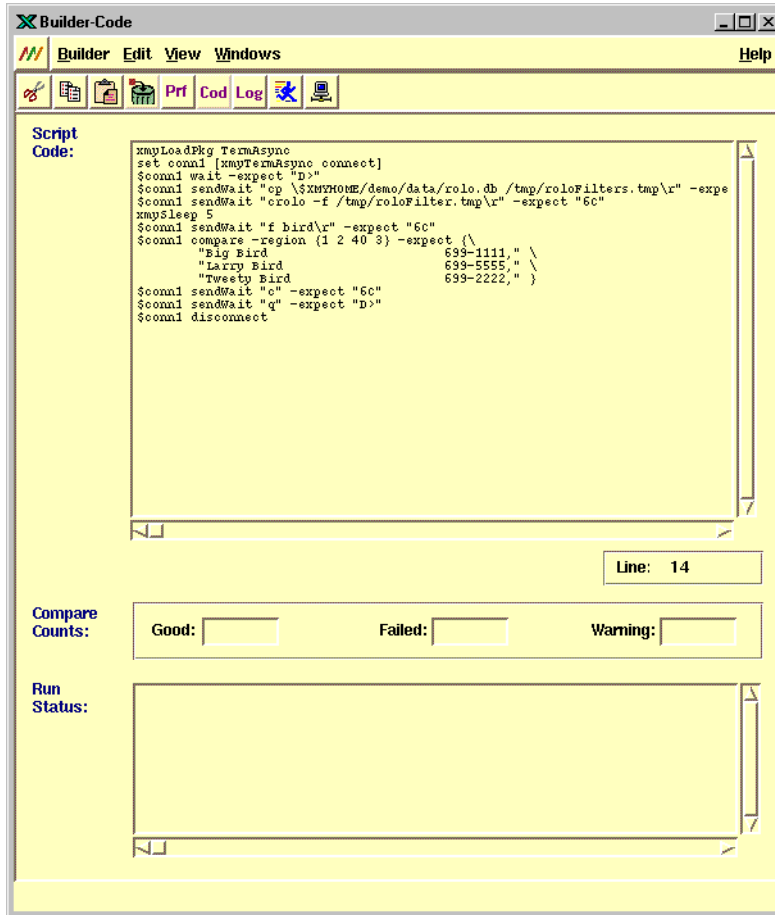 Builder-Code
Builder Edit View Windows Help
Prf Cod Log
Script
Code:
xmyLoadPkg TermAsync
set conn1 [xmyTermAsync connect]
$conn1 wait -expect "D>"
$conn1 sendWait "cp \$XMYHOME/demo/data/rolo.db /tmp/roloFilters.tmp\r" -expe
$conn1 sendWait "crolo -f /tmp/roloFilter.tmp\r" -expect "6C"
xmySleep 5
$conn1 sendWait "f bird\r" -expect "6C"
$conn1 compare -region {1 2 40 3} -expect {\
"Big Bird 699-1111," \
"Larry Bird 699-5555," \
"Tweety Bird 699-2222," }
$conn1 sendWait "c" -expect "6C"
$conn1 sendWait "q" -expect "D>"
$conn1 disconnect
Line: 14
Compare
Counts:
Good: Failed: Warning:
Run
Status: